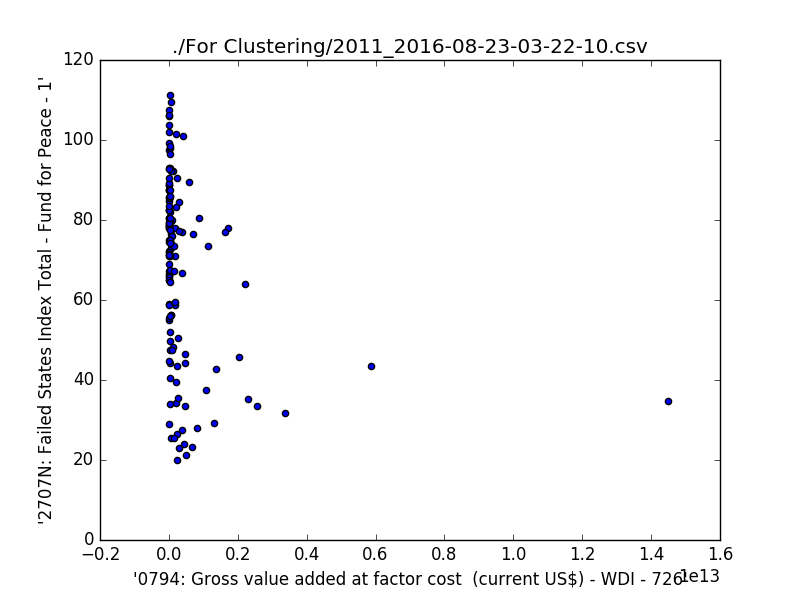 ./For Clustering/2011_2016-08-23-03-22-10.csv
120
100
80
60
40
20
0
'2707N: Failed States Index Total - Fund for Peace - 1'
−0.2 0.0 0.2 0.4 0.6 0.8 1.0 1.2 1.4 1.6
1e13
'0794: Gross value added at factor cost (current US$) - WDI - 726'